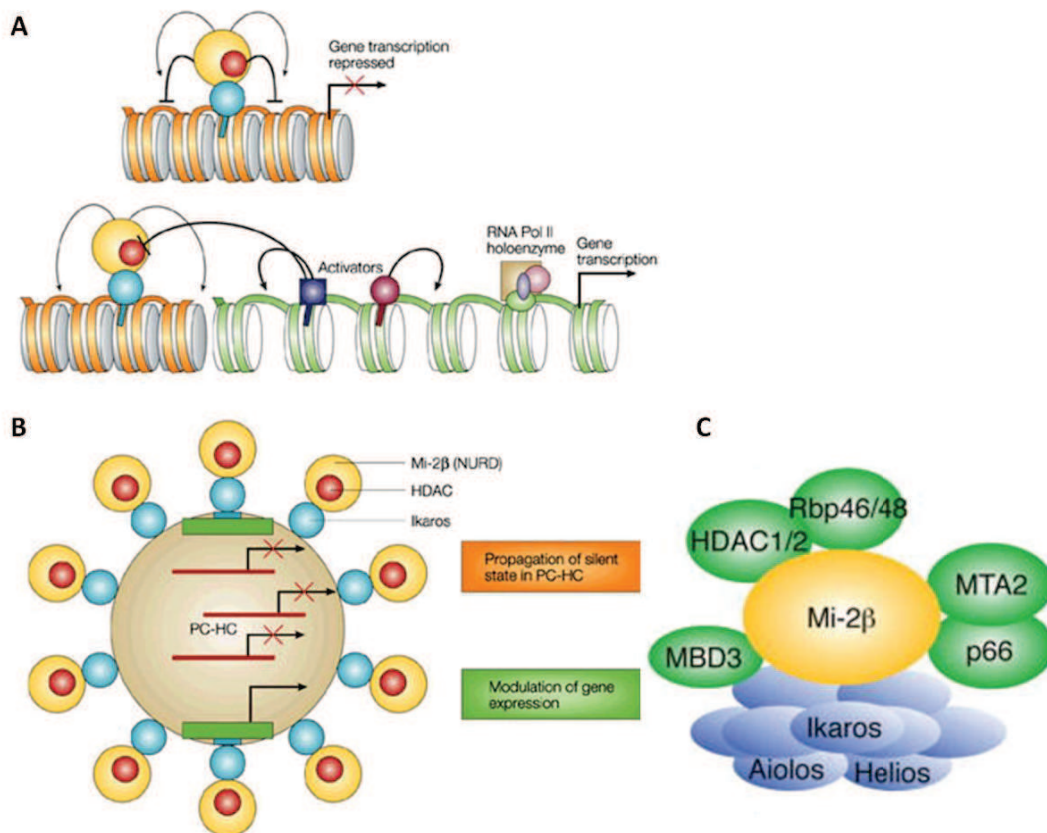 A
Gene transcription
repressed
RNA Pol II
holoenzyme
Gene
transcription
Activators
B
Mi-2β (NURD)
HDAC
Ikaros
Propagation of silent
state in PC-HC
PC-HC
Modulation of gene
expression
C
Rbp46/48
HDAC1/2
MTA2
Mi-2β
p66
MBD3
Ikaros
Aiolos
Helios